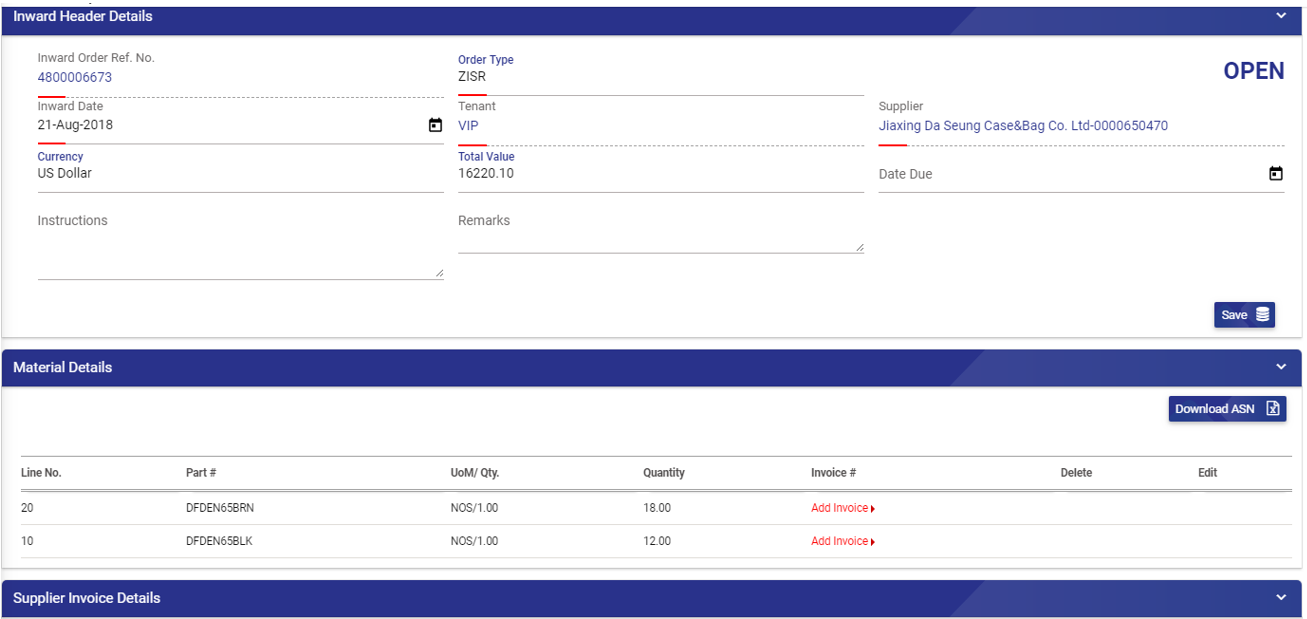 Inward Header Details
Inward Order Ref. No.
4800006673
Order Type
ZISR
OPEN
Inward Date
21-Aug-2018
Tenant
VIP
Supplier
Jiaxing Da Seung Case&Bag Co. Ltd-0000650470
Currency
US Dollar
Total Value
16220.10
Date Due
Instructions
Remarks
Save
Material Details
Download ASN
Line No. Part # UoM/ Qty. Quantity Invoice # Delete Edit
20 DFDEN65BRN NOS/1.00 18.00 Add Invoice
10 DFDEN65BLK NOS/1.00 12.00 Add Invoice
Supplier Invoice Details